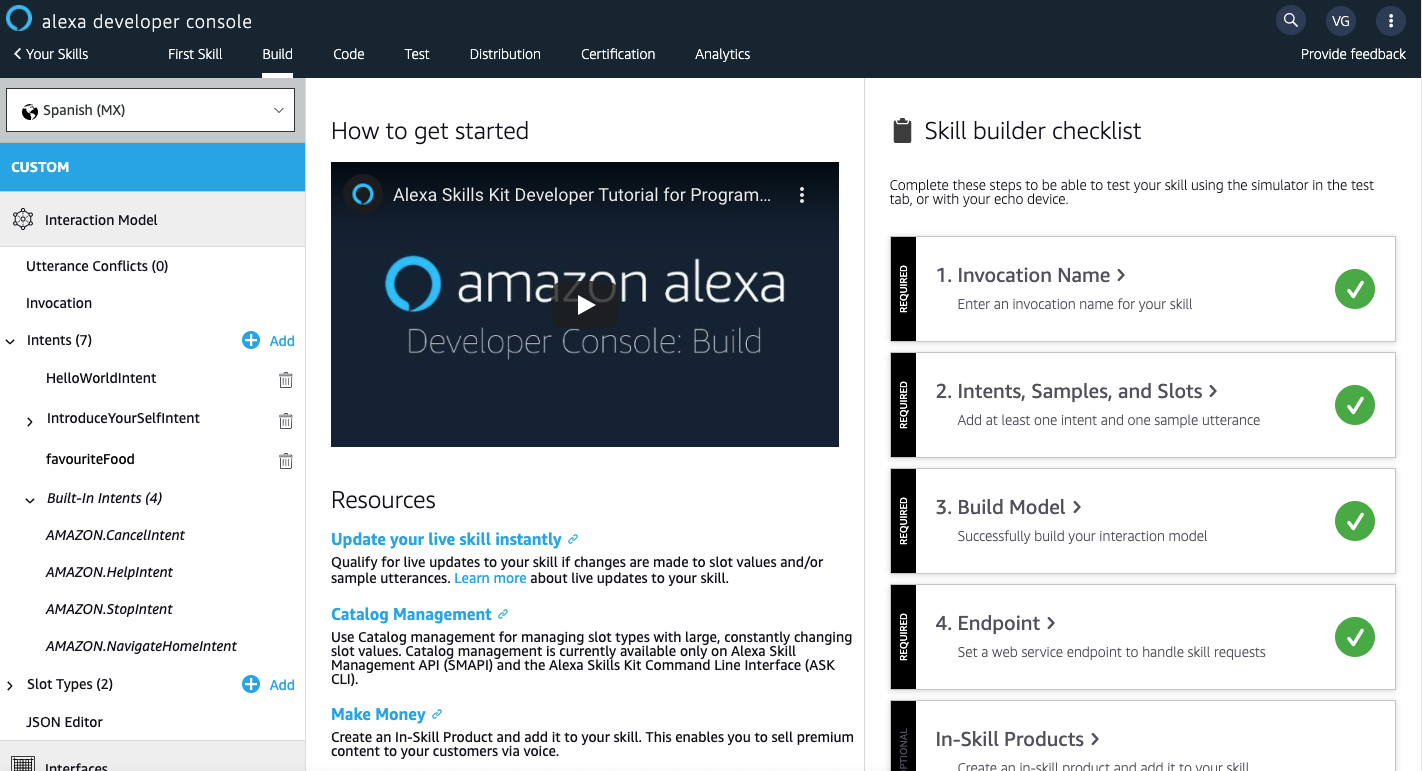 alexa developer console
VG
Your Skills
First Skill
Build
Code
Test
Distribution
Certification
Analytics
Provide feedback
Spanish (MX)
CUSTOM
Interaction Model
Utterance Conflicts (0)
Invocation
Intents (7)
Add
HelloWorldIntent
IntroduceYourSelfIntent
favouriteFood
Built-In Intents (4)
AMAZON.CancelIntent
AMAZON.HelpIntent
AMAZON.StopIntent
AMAZON.NavigateHomeIntent
Slot Types (2)
Add
JSON Editor
Interfaces
How to get started
Alexa Skills Kit Developer Tutorial for Program...
amazon alexa
Developer Console: Build
Resources
Update your live skill instantly
Qualify for live updates to your skill if changes are made to slot values and/or
sample utterances. Learn more about live updates to your skill.
Catalog Management
Use Catalog management for managing slot types with large, constantly changing
slot values. Catalog management is currently available only on Alexa Skill
Management API (SMAPI) and the Alexa Skills Kit Command Line Interface (ASK
CLI).
Make Money
Create an In-Skill Product and add it to your skill. This enables you to sell premium
content to your customers via voice.
Skill builder checklist
Complete these steps to be able to test your skill using the simulator in the test
tab, or with your echo device.
REQUIRED
1. Invocation Name
Enter an invocation name for your skill
REQUIRED
2. Intents, Samples, and Slots
Add at least one intent and one sample utterance
REQUIRED
3. Build Model
Successfully build your interaction model
REQUIRED
4. Endpoint
Set a web service endpoint to handle skill requests
OPTIONAL
In-Skill Products
Create an in-skill product and add it to your skill